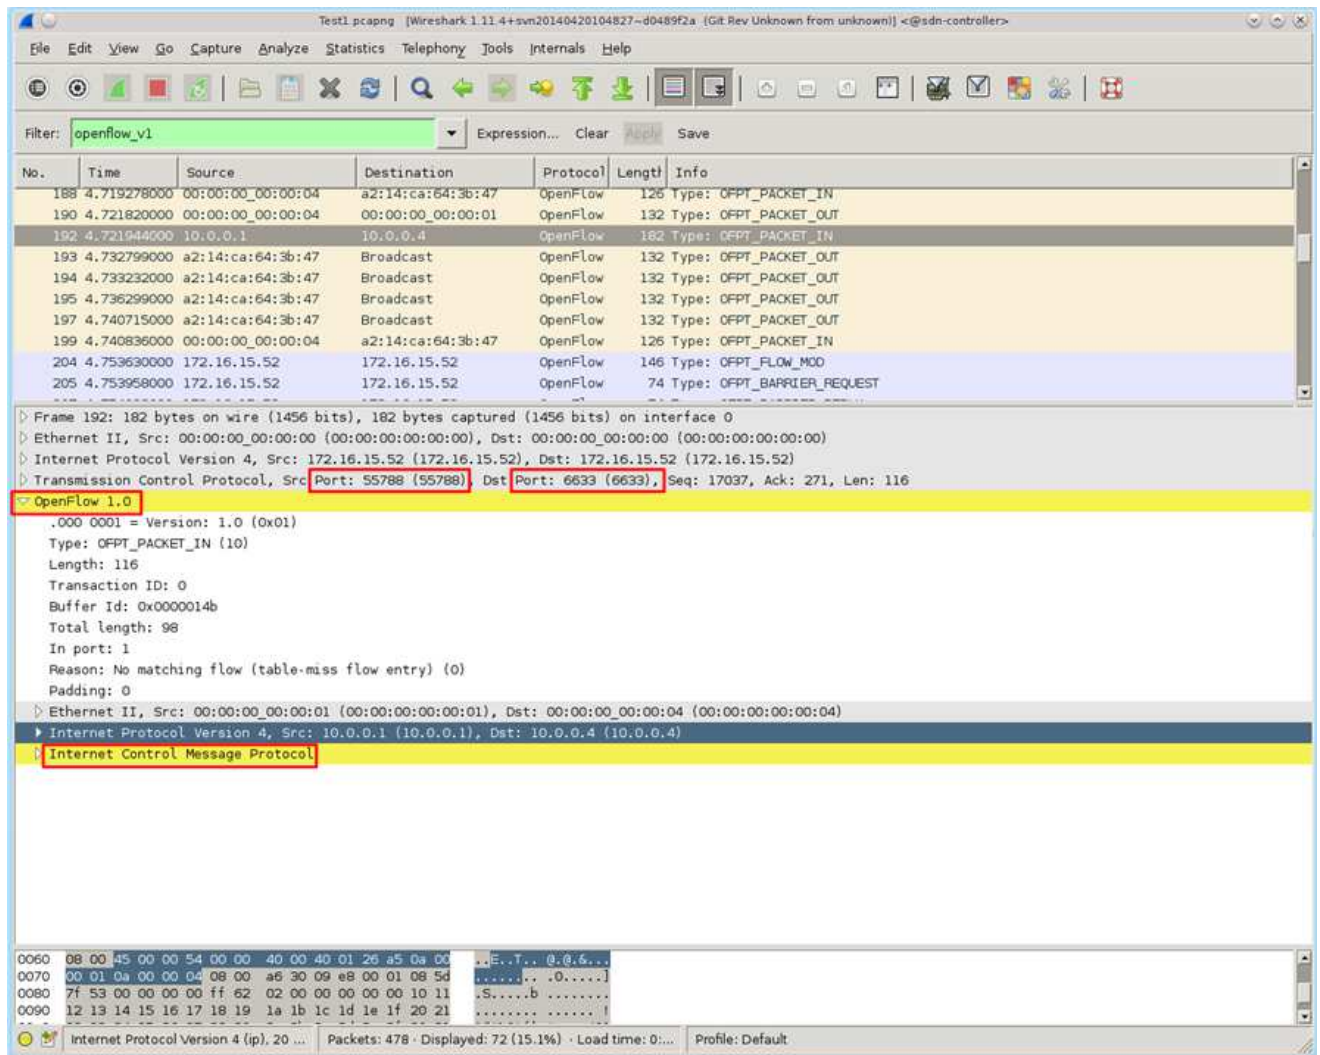 Test1.pcapng [Wireshark 1.11.4+svn20140420104827~d0489f2a (Git Rev Unknown from unknown)] <@sdn-controller>
File Edit View Go Capture Analyze Statistics Telephony Tools Internals Help
Filter: openflow_v1 Expression... Clear Apply Save
No. Time Source Destination Protocol Length Info
188 4.719278000 00:00:00_00:00:04 a2:14:ca:64:3b:47 OpenFlow 126 Type: OFPT_PACKET_IN
190 4.721820000 00:00:00_00:00:04 00:00:00_00:00:01 OpenFlow 132 Type: OFPT_PACKET_OUT
192 4.721944000 10.0.0.1 10.0.0.4 OpenFlow 182 Type: OFPT_PACKET_IN
193 4.732799000 a2:14:ca:64:3b:47 Broadcast OpenFlow 132 Type: OFPT_PACKET_OUT
194 4.733232000 a2:14:ca:64:3b:47 Broadcast OpenFlow 132 Type: OFPT_PACKET_OUT
195 4.736299000 a2:14:ca:64:3b:47 Broadcast OpenFlow 132 Type: OFPT_PACKET_OUT
197 4.740715000 a2:14:ca:64:3b:47 Broadcast OpenFlow 132 Type: OFPT_PACKET_OUT
199 4.740836000 00:00:00_00:00:04 a2:14:ca:64:3b:47 OpenFlow 126 Type: OFPT_PACKET_IN
204 4.753630000 172.16.15.52 172.16.15.52 OpenFlow 146 Type: OFPT_FLOW_MOD
205 4.753958000 172.16.15.52 172.16.15.52 OpenFlow 74 Type: OFPT_BARRIER_REQUEST
Frame 192: 182 bytes on wire (1456 bits), 182 bytes captured (1456 bits) on interface 0
Ethernet II, Src: 00:00:00_00:00:00 (00:00:00:00:00:00), Dst: 00:00:00_00:00:00 (00:00:00:00:00:00)
Internet Protocol Version 4, Src: 172.16.15.52 (172.16.15.52), Dst: 172.16.15.52 (172.16.15.52)
Transmission Control Protocol, Src Port: 55788 (55788), Dst Port: 6633 (6633), Seq: 17037, Ack: 271, Len: 116
OpenFlow 1.0
.000 0001 = Version: 1.0 (0x01)
Type: OFPT_PACKET_IN (10)
Length: 116
Transaction ID: 0
Buffer Id: 0x0000014b
Total length: 98
In port: 1
Reason: No matching flow (table-miss flow entry) (0)
Padding: 0
Ethernet II, Src: 00:00:00_00:00:01 (00:00:00:00:00:01), Dst: 00:00:00_00:00:04 (00:00:00:00:00:04)
Internet Protocol Version 4, Src: 10.0.0.1 (10.0.0.1), Dst: 10.0.0.4 (10.0.0.4)
Internet Control Message Protocol
0060 08 00 45 00 00 54 00 00 40 00 40 01 26 a5 0a 00 ..E..T.. @.@.&...
0070 00 01 0a 00 00 04 08 00 a6 30 09 e8 00 01 08 5d ........ .0.....]
0080 7f 53 00 00 00 00 ff 62 02 00 00 00 00 00 10 11 .S.....b ........
0090 12 13 14 15 16 17 18 19 1a 1b 1c 1d 1e 1f 20 21 ........ ...... !
Internet Protocol Version 4 (ip), 20 ... Packets: 478 · Displayed: 72 (15.1%) · Load time: 0:... Profile: Default